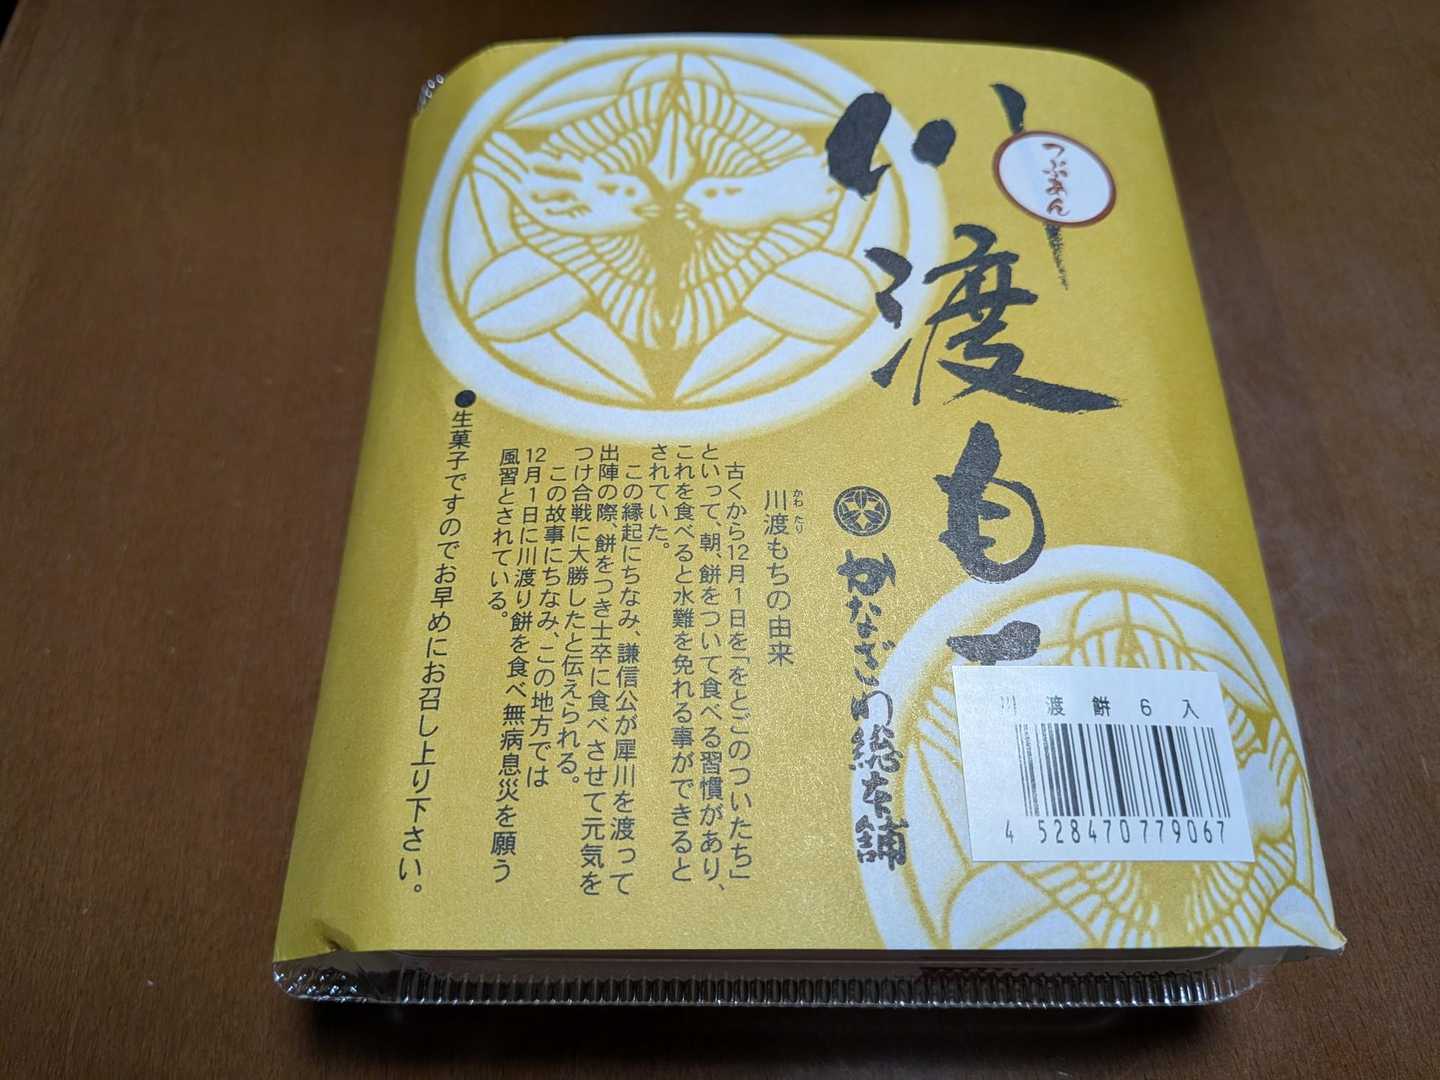 川渡も
つぶあん
かなざわ総本舗
川渡もちの由来
かわ たり
古くから12月1日を「をとごのついたち」
といって、朝、餅をついて食べる習慣があり、
これを食べると水難を免れる事ができると
されていた。
この縁起にちなみ、謙信公が犀川を渡って
出陣の際、餅をつき士卒に食べさせて元気を
つけ合戦に大勝したと伝えられる。
この故事にちなみ、この地方では
12月1日に川渡り餅を食べ無病息災を願う
風習とされている。
●生菓子ですのでお早めにお召し上り下さい。
川 渡 餅 6 入
4 528470 779067